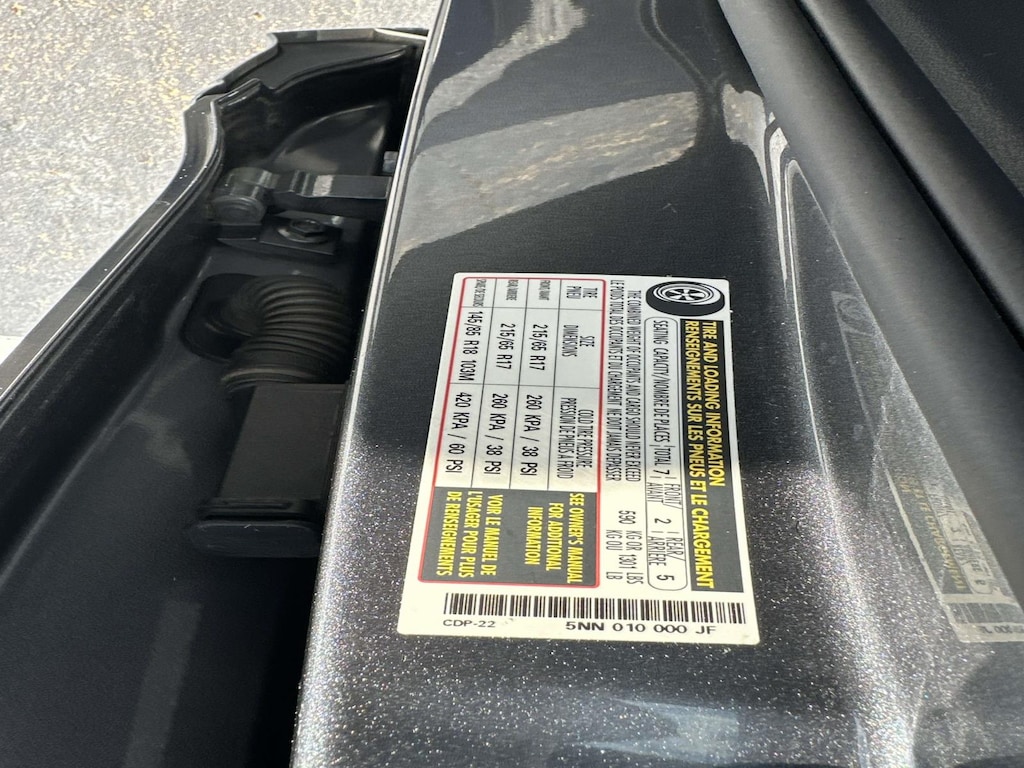 TIRE AND LOADING INFORMATION
RENSEIGNEMENTS SUR LES PNEUS ET LE CHARGEMENT
SEATING CAPACITY/NOMBRE DE PLACES TOTAL 7 FRONT/AVANT 2 REAR/ARRIÈRE 5
THE COMBINED WEIGHT OF OCCUPANTS AND CARGO SHOULD NEVER EXCEED 590 KG OR 1301 LBS
LE POIDS TOTAL DES OCCUPANTS ET DU CHARGEMENT NE DOIT JAMAIS DÉPASSER KG OU LB
TIRE
PNEU
SIZE
DIMENSIONS
COLD TIRE PRESSURE
PRESSION DE PNEUS A FROID
FRONT/AVANT 215/65 R17 260 KPA / 38 PSI
REAR/ARRIERE 215/65 R17 260 KPA / 38 PSI
145/85 R18 103M 420 KPA / 60 PSI
SEE OWNER'S MANUAL
FOR ADDITIONAL
INFORMATION
VOIR LE MANUEL DE
L'USAGER POUR PLUS
DE RENSEIGNEMENTS
CDP-22 5NN 010 000 JF